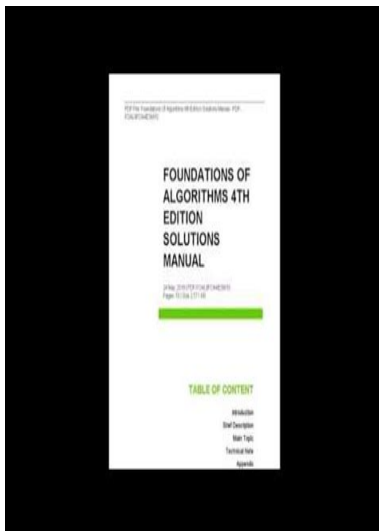 FOUNDATIONS OF
ALGORITHMS 4TH
EDITION
SOLUTIONS
MANUAL
TABLE OF CONTENT
Introduction
Brief Description
Main Topic
Technical Note
Appendix